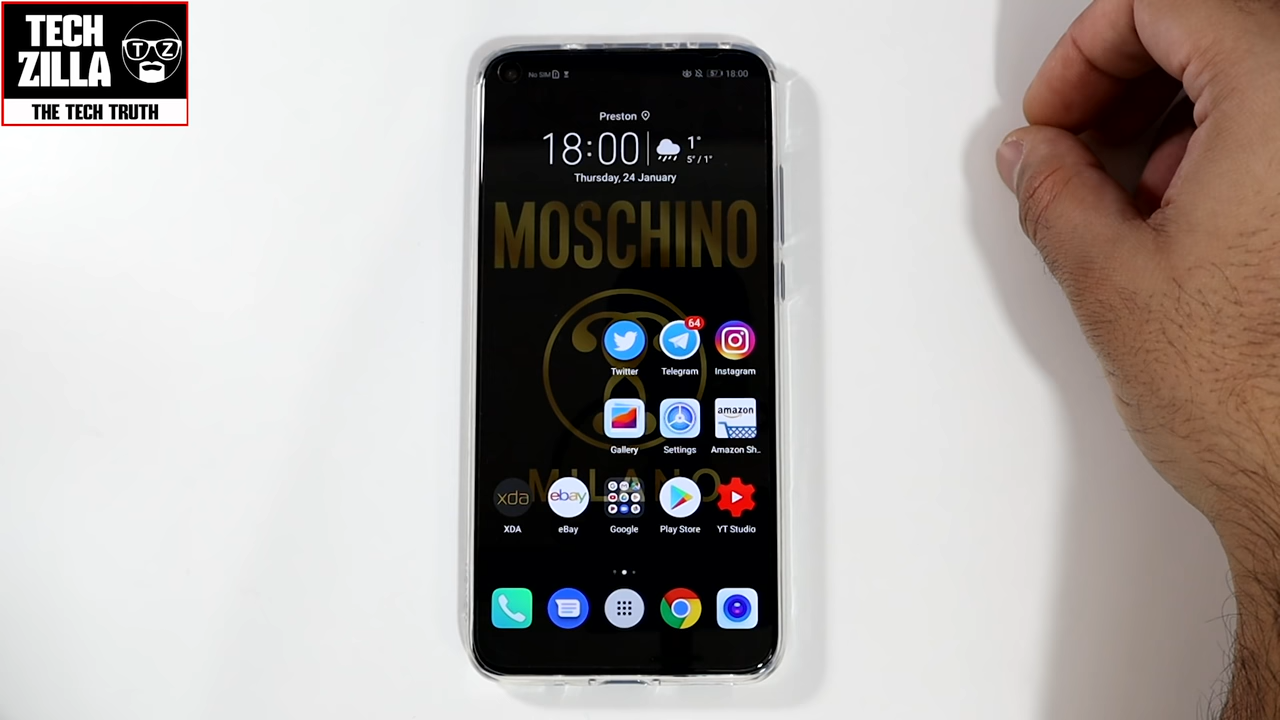 TECH
ZILLA
TZ
THE TECH TRUTH
No SIM
57 18:00
Preston
18:00 1°
5° / 1°
Thursday, 24 January
MOSCHINO
64
Twitter Telegram Instagram
amazon
Gallery Settings Amazon Sh..
MILANO
xda ebay
XDA eBay Google Play Store YT Studio